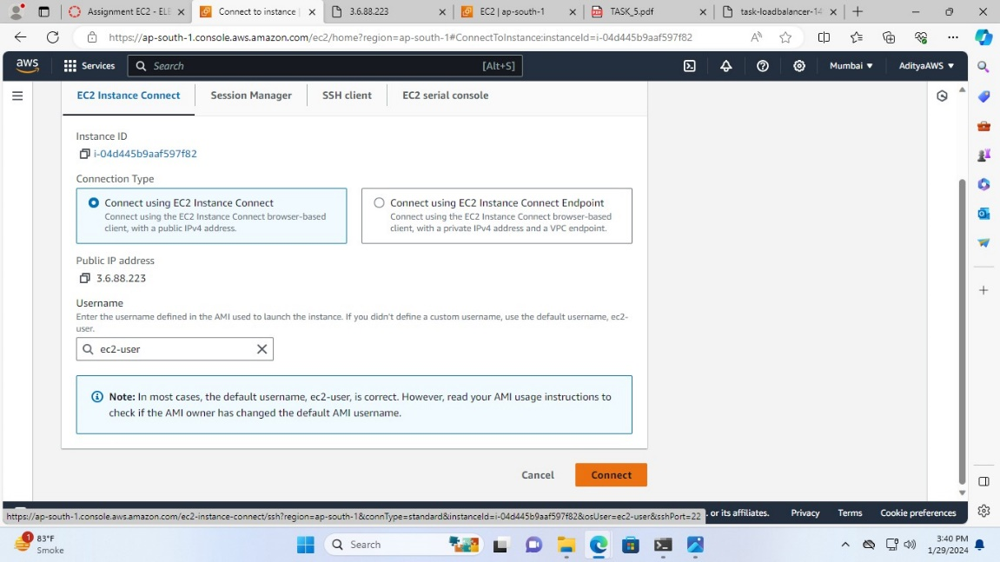 Assignment EC2 - ELE
Connect to instance |
3.6.88.223
EC2 | ap-south-1
TASK_5.pdf
task-loadbalancer-14
https://ap-south-1.console.aws.amazon.com/ec2/home?region=ap-south-1#ConnectToInstance:instanceId=i-04d445b9aaf597f82
aws
Services
Search
[Alt+S]
Mumbai
AdityaAWS
EC2 Instance Connect
Session Manager
SSH client
EC2 serial console
Instance ID
i-04d445b9aaf597f82
Connection Type
Connect using EC2 Instance Connect
Connect using the EC2 Instance Connect browser-based
client, with a public IPv4 address.
Connect using EC2 Instance Connect Endpoint
Connect using the EC2 Instance Connect browser-based
client, with a private IPv4 address and a VPC endpoint.
Public IP address
3.6.88.223
Username
Enter the username defined in the AMI used to launch the instance. If you didn't define a custom username, use the default username, ec2-
user.
ec2-user
Note: In most cases, the default username, ec2-user, is correct. However, read your AMI usage instructions to
check if the AMI owner has changed the default AMI username.
Cancel
Connect
https://ap-south-1.console.aws.amazon.com/ec2-instance-connect/ssh?region=ap-south-1&connType=standard&instanceId=i-04d445b9aaf597f82&osUser=ec2-user&sshPort=22
. or its affiliates.
Privacy
Terms
Cookie preferences
1
83°F
Smoke
Search
3:40 PM
1/29/2024